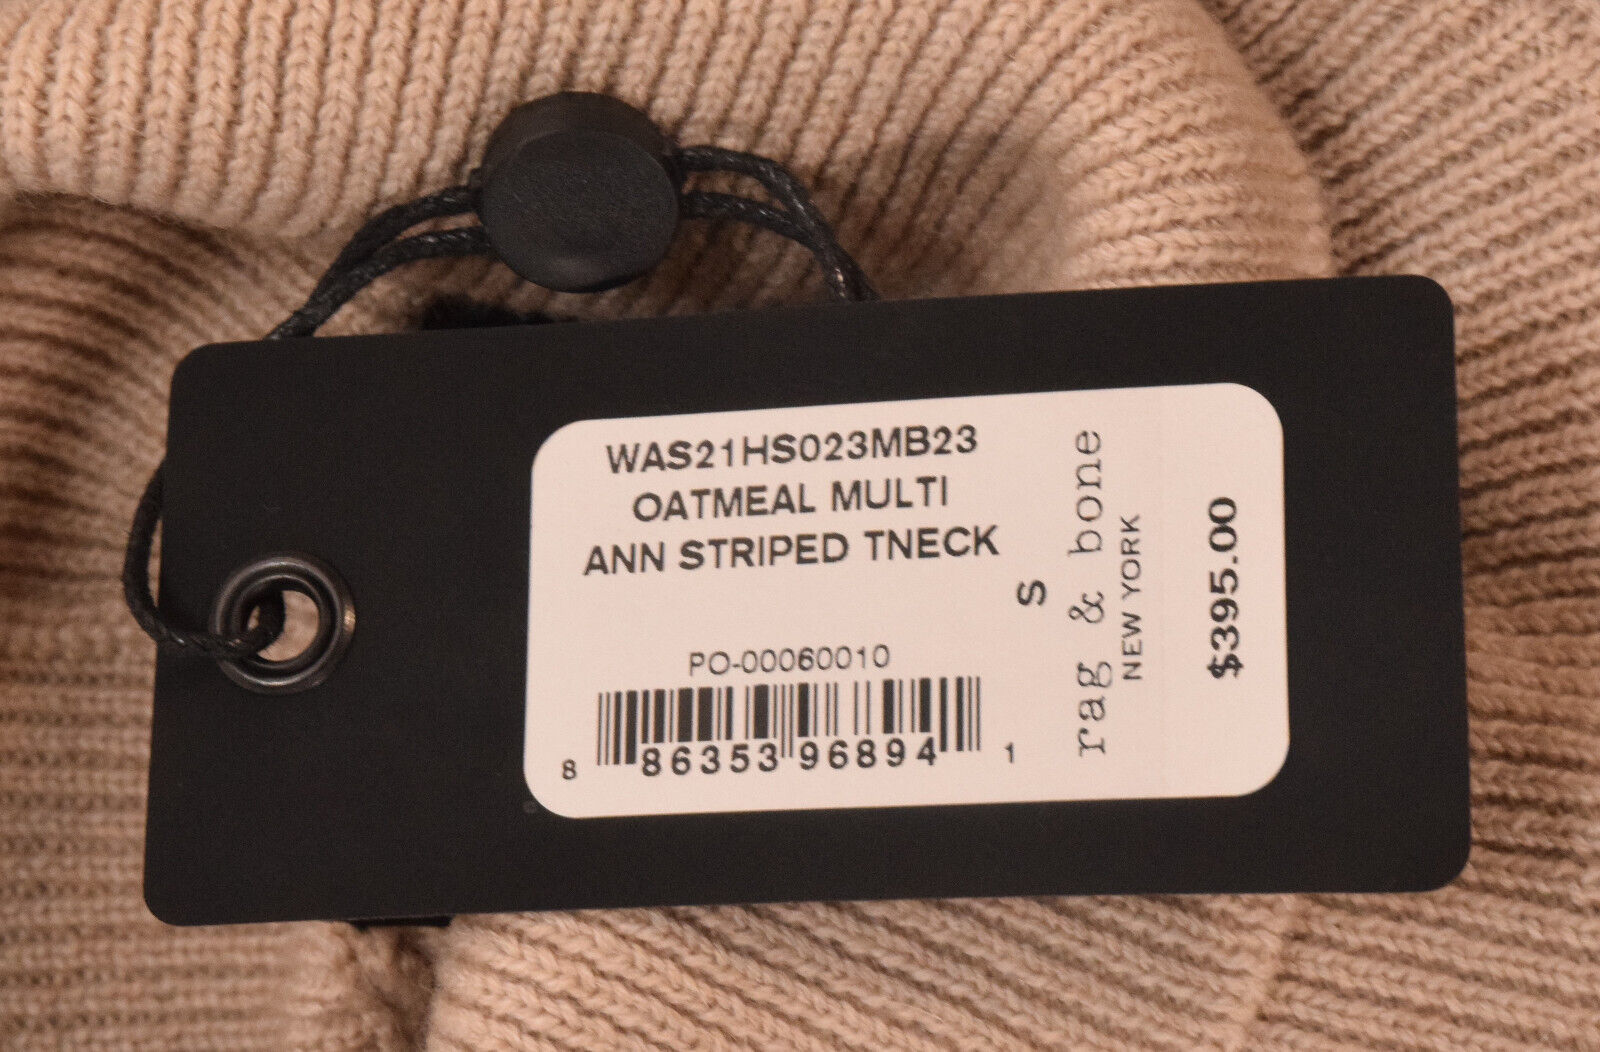 WAS21HS023MB23
OATMEAL MULTI
ANN STRIPED TNECK
S
PO-00060010
8 86353 96894 1
rag & bone
NEW YORK
$395.00